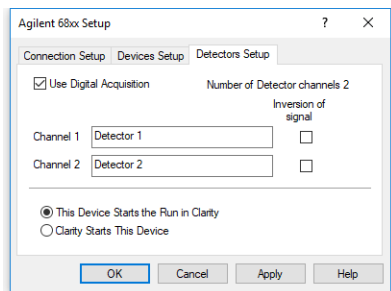 Agilent 68xx Setup
Connection Setup Devices Setup Detectors Setup
Use Digital Acquisition Number of Detector channels 2
Inversion of
signal
Channel 1 Detector 1
Channel 2 Detector 2
This Device Starts the Run in Clarity
Clarity Starts This Device
OK Cancel Apply Help